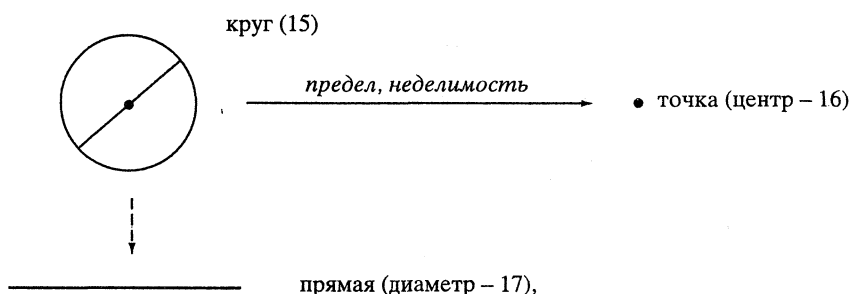 круг (15)
предел, неделимость
точка (центр – 16)
прямая (диаметр – 17),